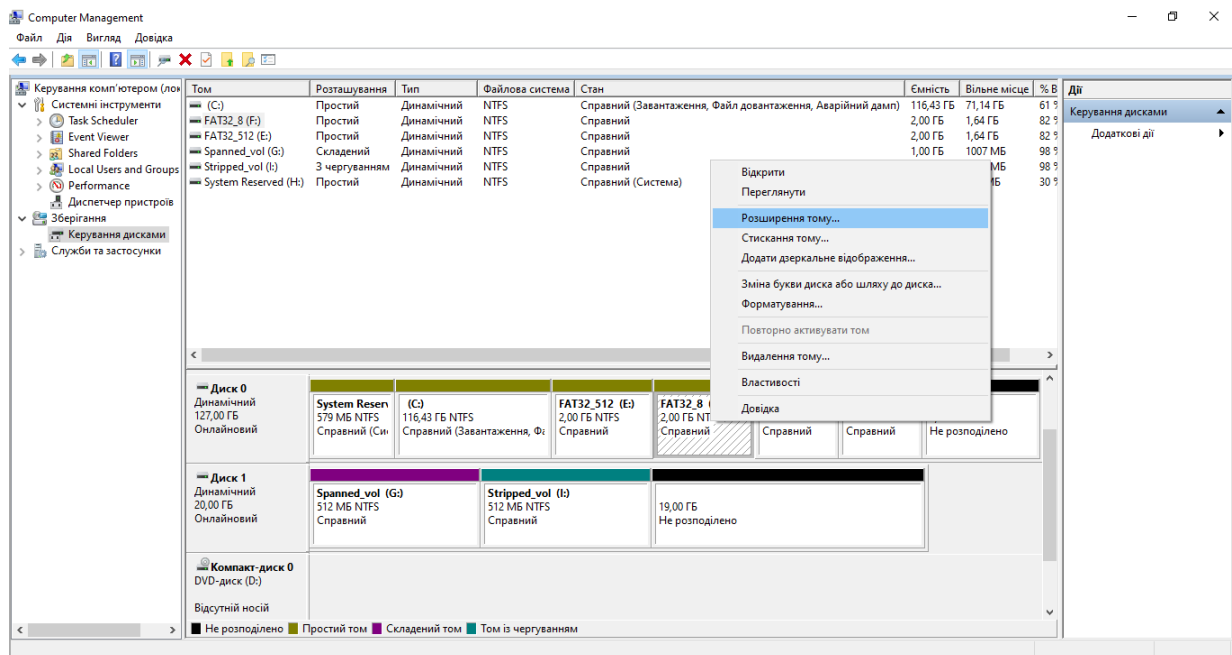 Computer Management
Файл Дія Вигляд Довідка
Керування комп'ютером (лок
Системні інструменти
Task Scheduler
Event Viewer
Shared Folders
Local Users and Groups
Performance
Диспетчер пристроїв
Зберігання
Керування дисками
Служби та застосунки
Том Розташування Тип Файлова система Стан Ємність Вільне місце % В
(C:) Простий Динамічний NTFS Справний (Завантаження, Файл довантаження, Аварійний дамп) 116,43 ГБ 71,14 ГБ 61 %
FAT32_8 (F:) Простий Динамічний NTFS Справний 2,00 ГБ 1,64 ГБ 82 %
FAT32_512 (E:) Простий Динамічний NTFS Справний 2,00 ГБ 1,64 ГБ 82 %
Spanned_vol (G:) Складений Динамічний NTFS Справний 1,00 ГБ 1007 МБ 98 %
Stripped_vol (I:) З чергуванням Динамічний NTFS Справний МБ 98 %
System Reserved (H:) Простий Динамічний NTFS Справний (Система) МБ 30 %
Відкрити
Переглянути
Розширення тому...
Стискання тому...
Додати дзеркальне відображення...
Зміна букви диска або шляху до диска...
Форматування...
Повторно активувати том
Видалення тому...
Властивості
Довідка
Дії
Керування дисками
Додаткові дії
Диск 0
Динамічний
127,00 ГБ
Онлайновий
System Reserv
579 МБ NTFS
Справний (Си
(C:)
116,43 ГБ NTFS
Справний (Завантаження, Фа
FAT32_512 (E:)
2,00 ГБ NTFS
Справний
FAT32_8 (
2,00 ГБ NT
Справний
Справний
Справний
Не розподілено
Диск 1
Динамічний
20,00 ГБ
Онлайновий
Spanned_vol (G:)
512 МБ NTFS
Справний
Stripped_vol (I:)
512 МБ NTFS
Справний
19,00 ГБ
Не розподілено
Компакт-диск 0
DVD-диск (D:)
Відсутній носій
Не розподілено Простий том Складений том Том із чергуванням